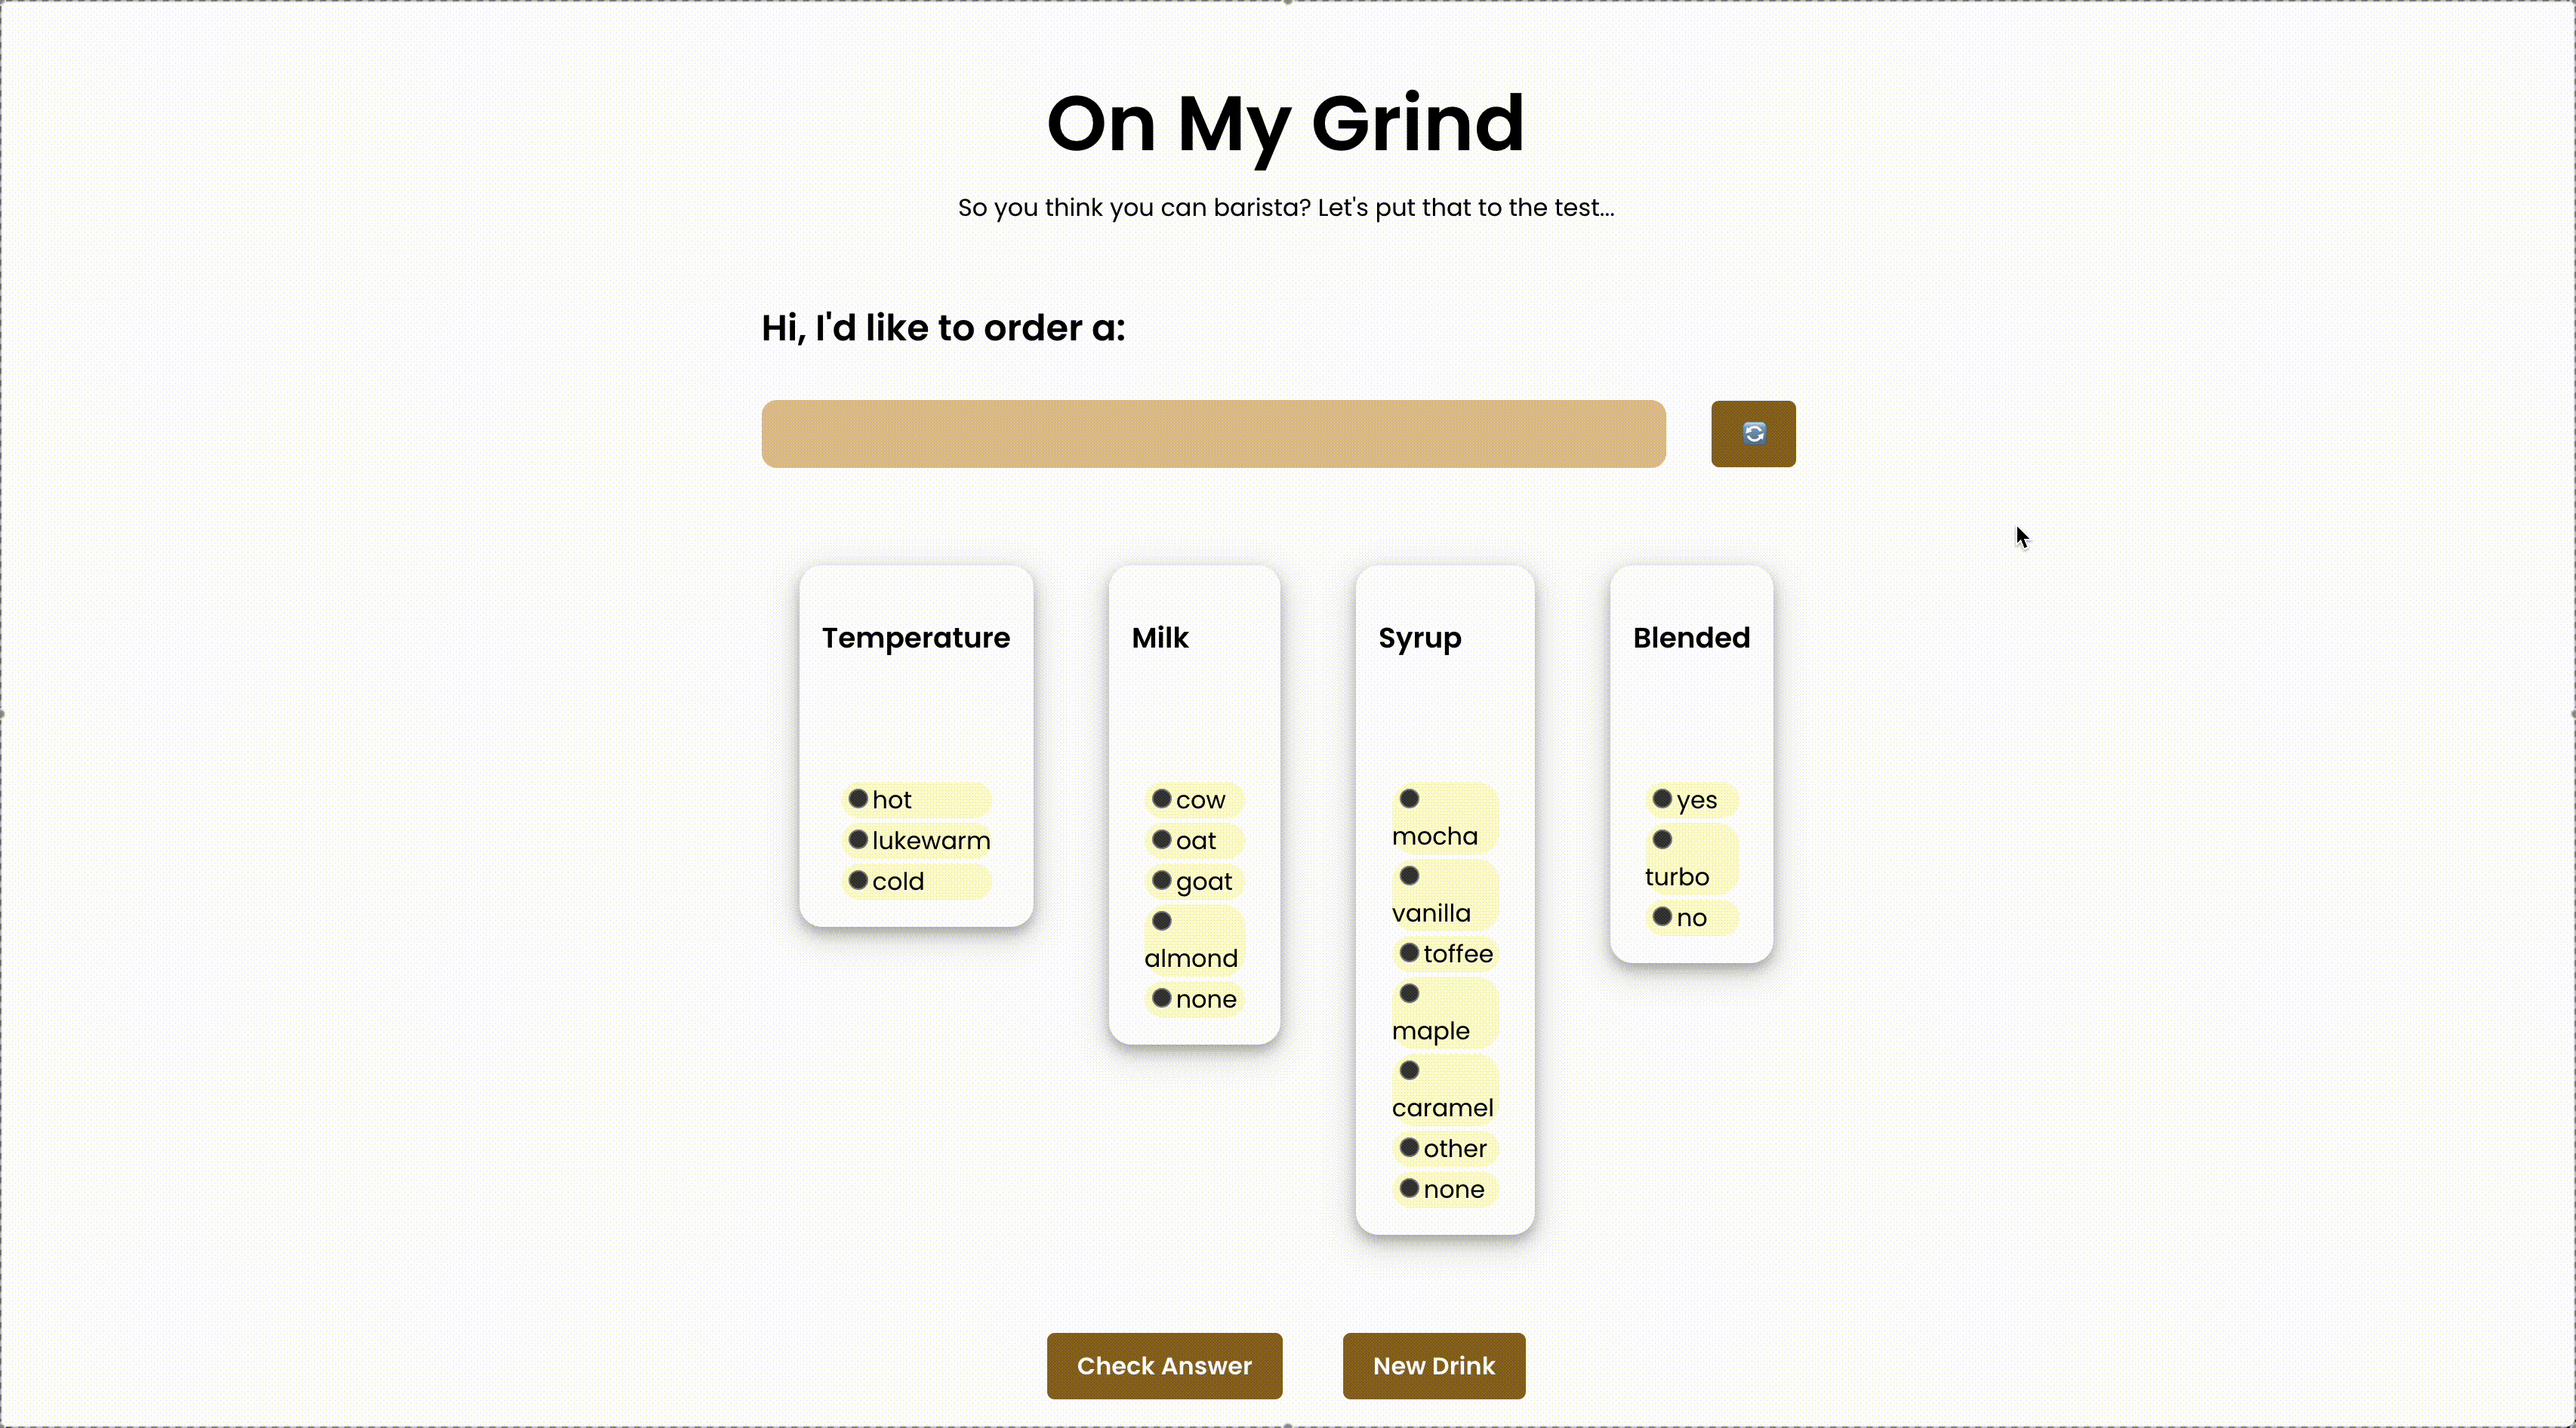 On My Grind
So you think you can barista? Let's put that to the test...
Hi, I'd like to order a:
Temperature
hot
lukewarm
cold
Milk
cow
oat
goat
almond
none
Syrup
mocha
vanilla
toffee
maple
caramel
other
none
Blended
yes
turbo
no
Check Answer
New Drink